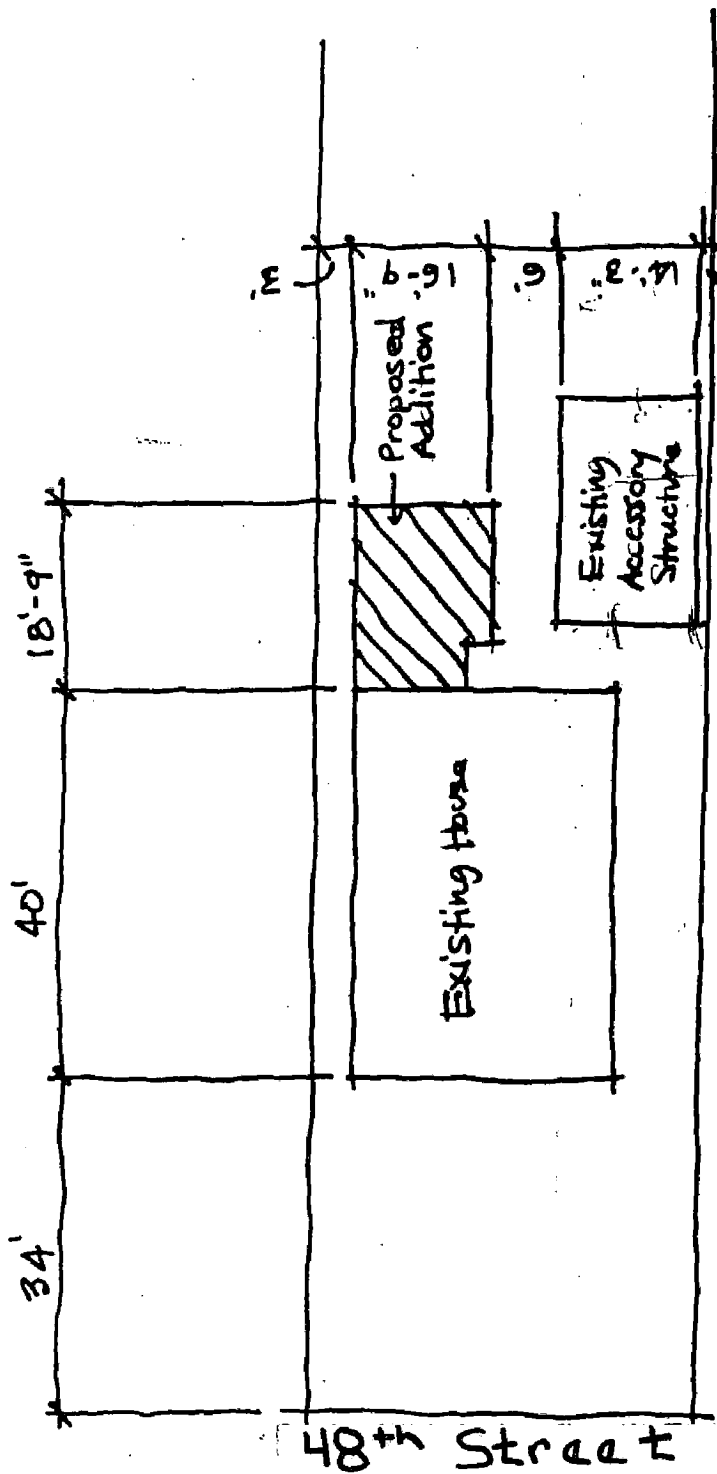 34'
40'
18'-9"
3'
16'-9"
6'
14'-3"
Proposed
Addition
Existing House
Existing
Accessory
Structure
48th Street